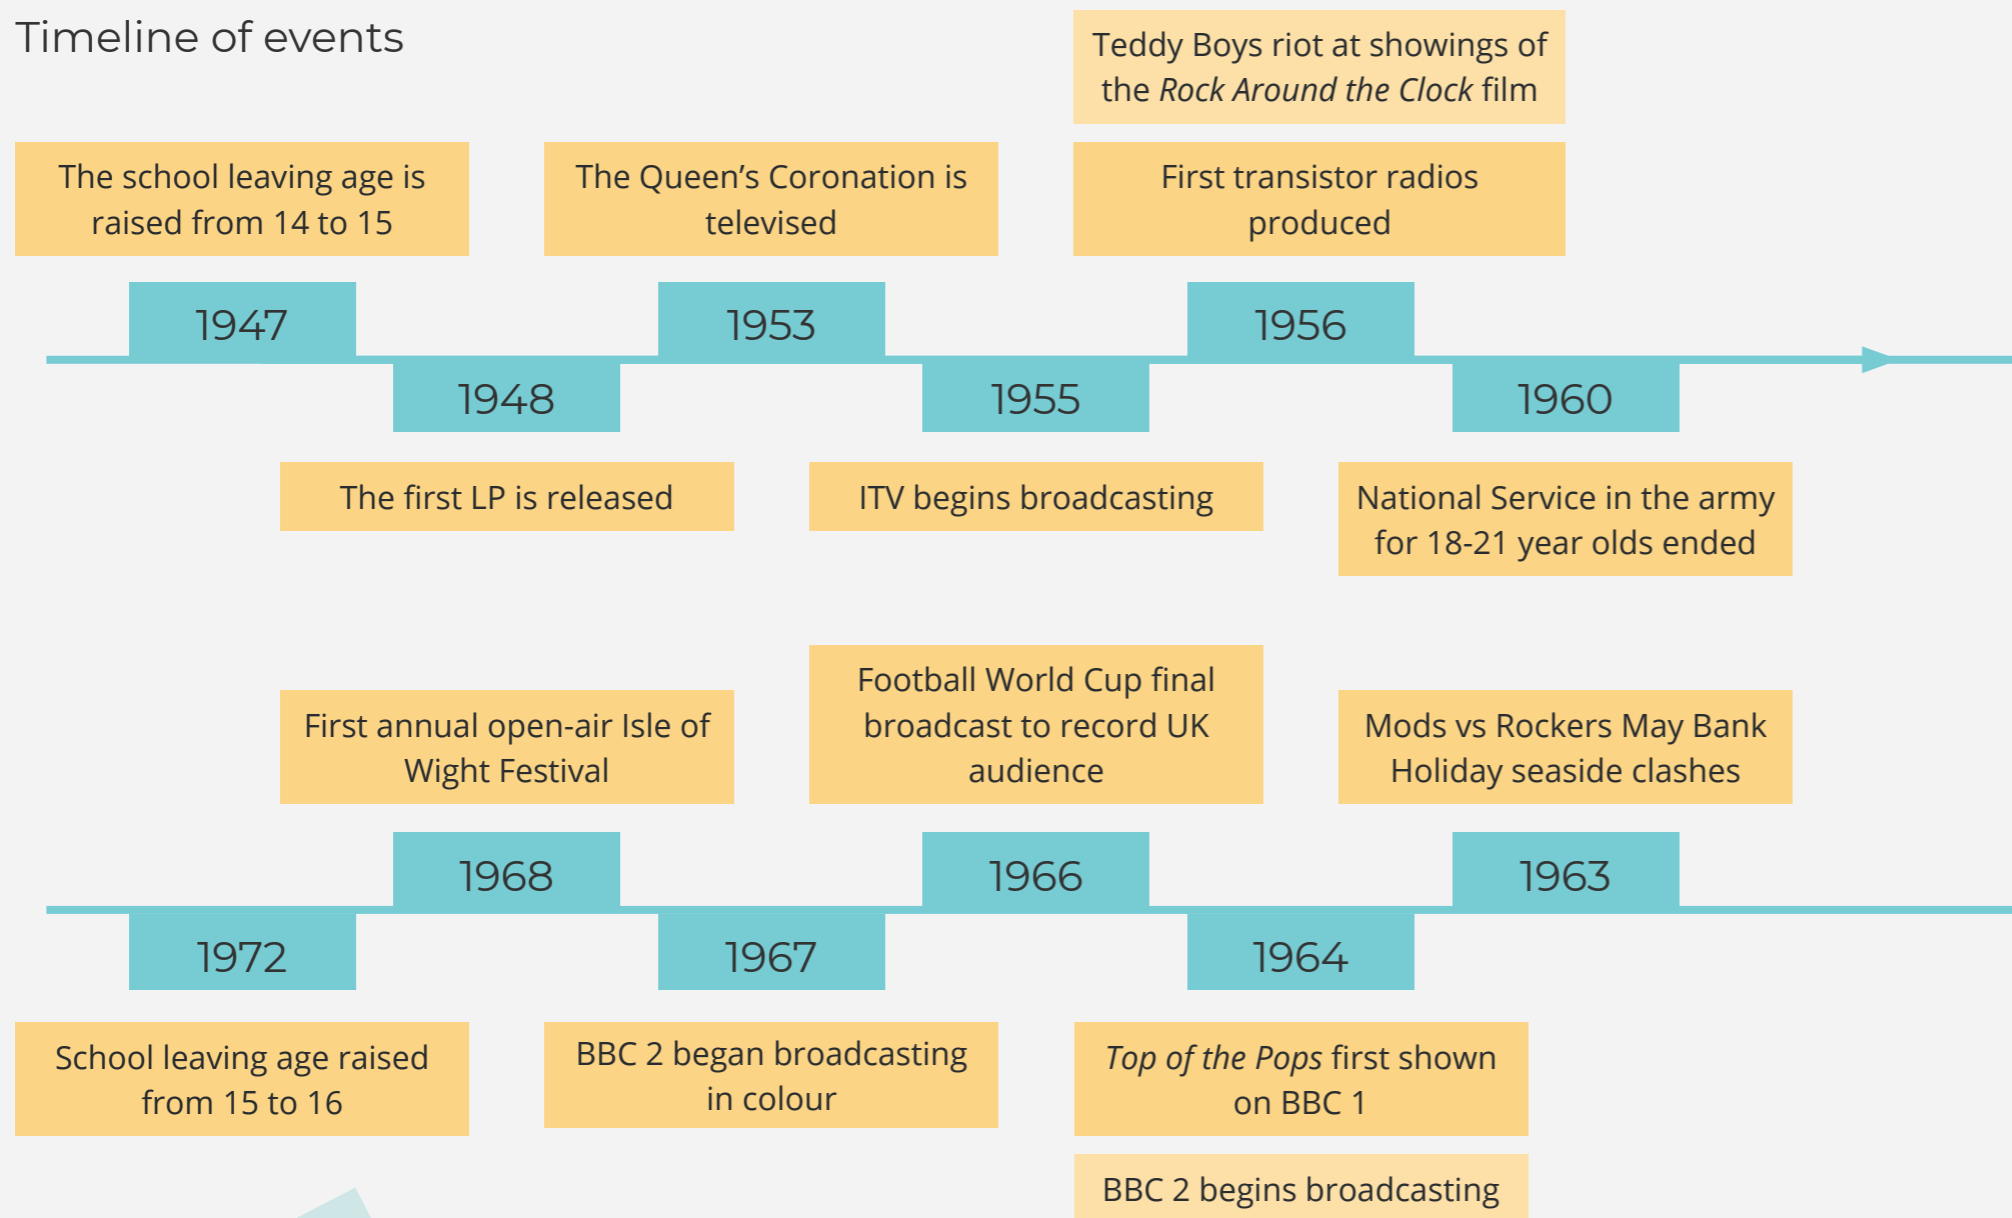 Timeline of events
Teddy Boys riot at showings of
the Rock Around the Clock film
The school leaving age is
raised from 14 to 15
The Queen’s Coronation is
televised
First transistor radios
produced
1947
1953
1956
1948
1955
1960
The first LP is released
ITV begins broadcasting
National Service in the army
for 18-21 year olds ended
First annual open-air Isle of
Wight Festival
Football World Cup final
broadcast to record UK
audience
Mods vs Rockers May Bank
Holiday seaside clashes
1968
1966
1963
1972
1967
1964
School leaving age raised
from 15 to 16
BBC 2 began broadcasting
in colour
Top of the Pops first shown
on BBC 1
BBC 2 begins broadcasting